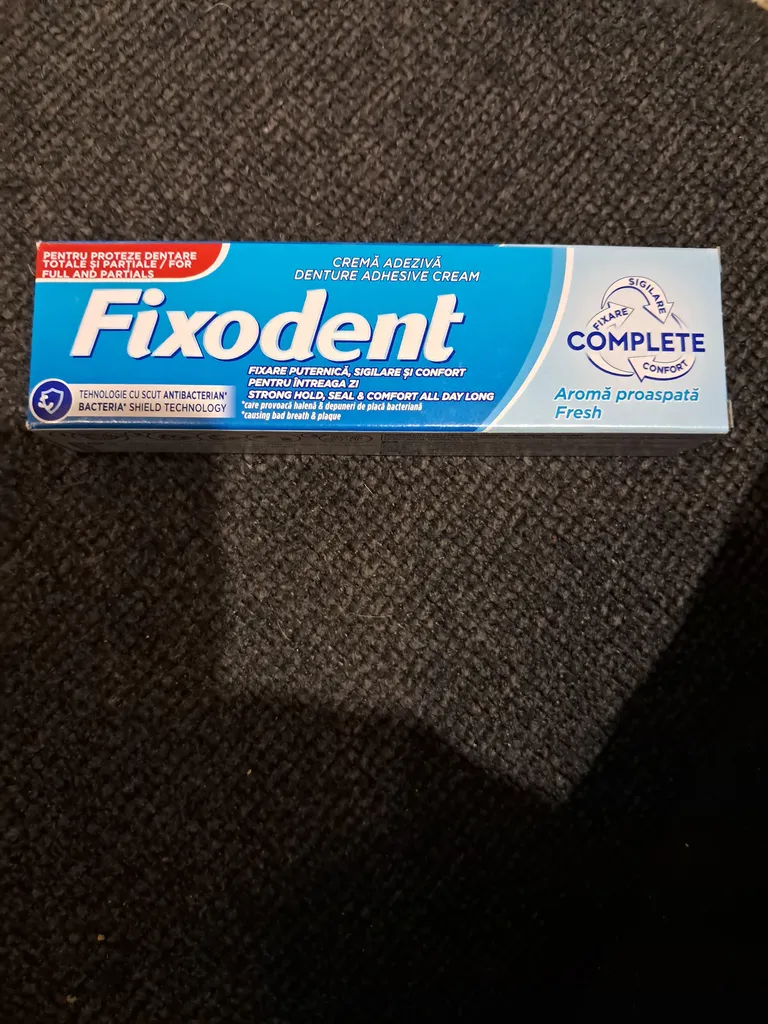 PENTRU PROTEZE DENTARE
TOTALE ȘI PARȚIALE / FOR
FULL AND PARTIALS
CREMĂ ADEZIVĂ
DENTURE ADHESIVE CREAM
Fixodent
FIXARE PUTERNICĂ, SIGILARE ȘI CONFORT
PENTRU ÎNTREAGA ZI
STRONG HOLD, SEAL & COMFORT ALL DAY LONG
*care provoacă halenă & depuneri de placă bacteriană
*causing bad breath & plaque
TEHNOLOGIE CU SCUT ANTIBACTERIAN*
BACTERIA* SHIELD TECHNOLOGY
SIGILARE
FIXARE
COMPLETE
CONFORT
Aromă proaspată
Fresh